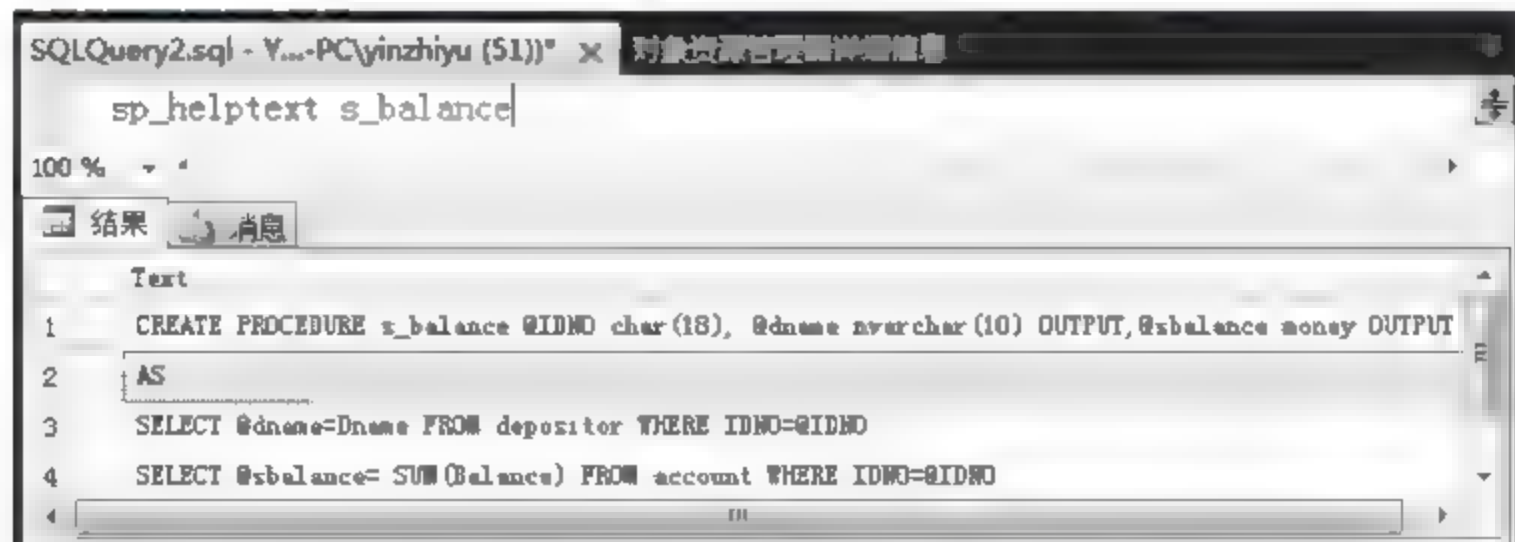 SQLQuery2.sql - Y...-PC\yinzhiyu (51))* ×
sp_helptext s_balance
100 %
结果 消息
Text
1 CREATE PROCEDURE s_balance @IDNO char(18), @dname nvarchar(10) OUTPUT,@sbalance money OUTPUT
2 AS
3 SELECT @dname=Dname FROM depositor WHERE IDNO=@IDNO
4 SELECT @sbalance= SUM(Balance) FROM account WHERE IDNO=@IDNO